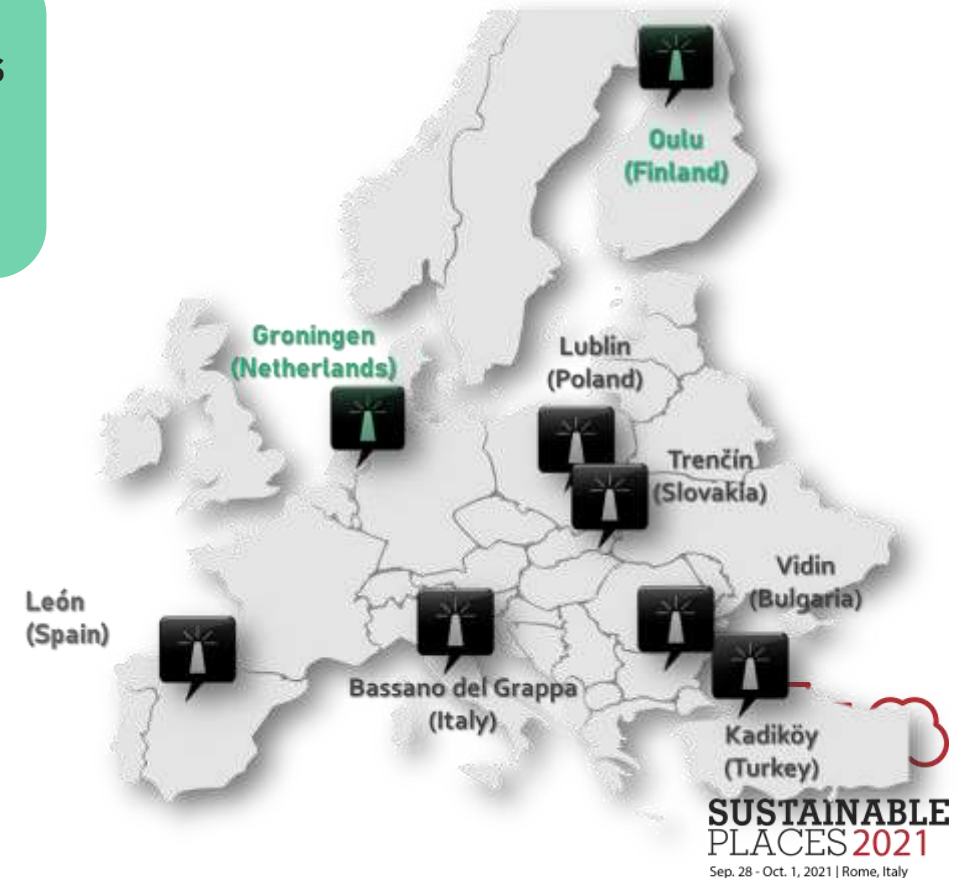 s
Oulu
(Finland)
Groningen
(Netherlands)
Lublin
(Poland)
Trenčín
(Slovakia)
Vidin
(Bulgaria)
León
(Spain)
Bassano del Grappa
(Italy)
Kadiköy
(Turkey)
SUSTAINABLE
PLACES 2021
Sep. 28 - Oct. 1, 2021 | Rome, Italy